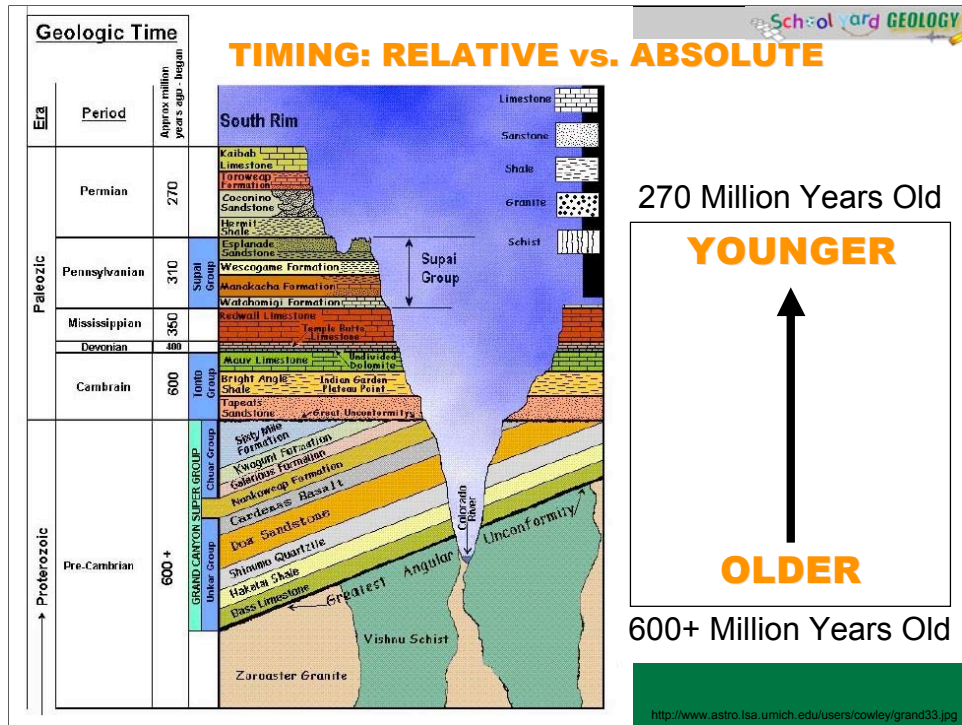 School yard GEOLOGY
TIMING: RELATIVE vs. ABSOLUTE
Geologic Time
Era
Period
Approx million
years ago - began
South Rim
Limestone
Sanstone
Shale
Granite
Schist
Paleozic
Permian
270
Kaibab
Limestone
Toroweap
Formation
Coconino
Sandstone
Hermit
Shale
Pennsylvanian
310
Supai
Group
Esplanade
Sandstone
Wescogame Formation
Manakacha Formation
Watahomigi Formation
Supai
Group
Mississippian
350
Redwall Limestone
Temple Butte
Limestone
Devonian
400
Cambrain
600
Tonto
Group
Mauv Limestone
Undivided
Dolomite
Bright Angle
Shale
Indian Garden
Plateau Point
Tapeats
Sandstone
Great Unconformity
Proterozoic
Pre-Cambrian
600 +
GRAND CANYON SUPER GROUP
Chuar Group
Unkar Group
Sixty Mile
Formation
Kwagunt Formation
Galerious Formation
Nankoweap Formation
Cardenas Basalt
Dox Sandstone
Shinumo Quartzite
Haketai Shale
Bass Limestone
Greatest Angular Unconformity
Colorado
River
Vishnu Schist
Zoroaster Granite
270 Million Years Old
YOUNGER
OLDER
600+ Million Years Old
http://www.astro.lsa.umich.edu/users/cowley/grand33.jpg